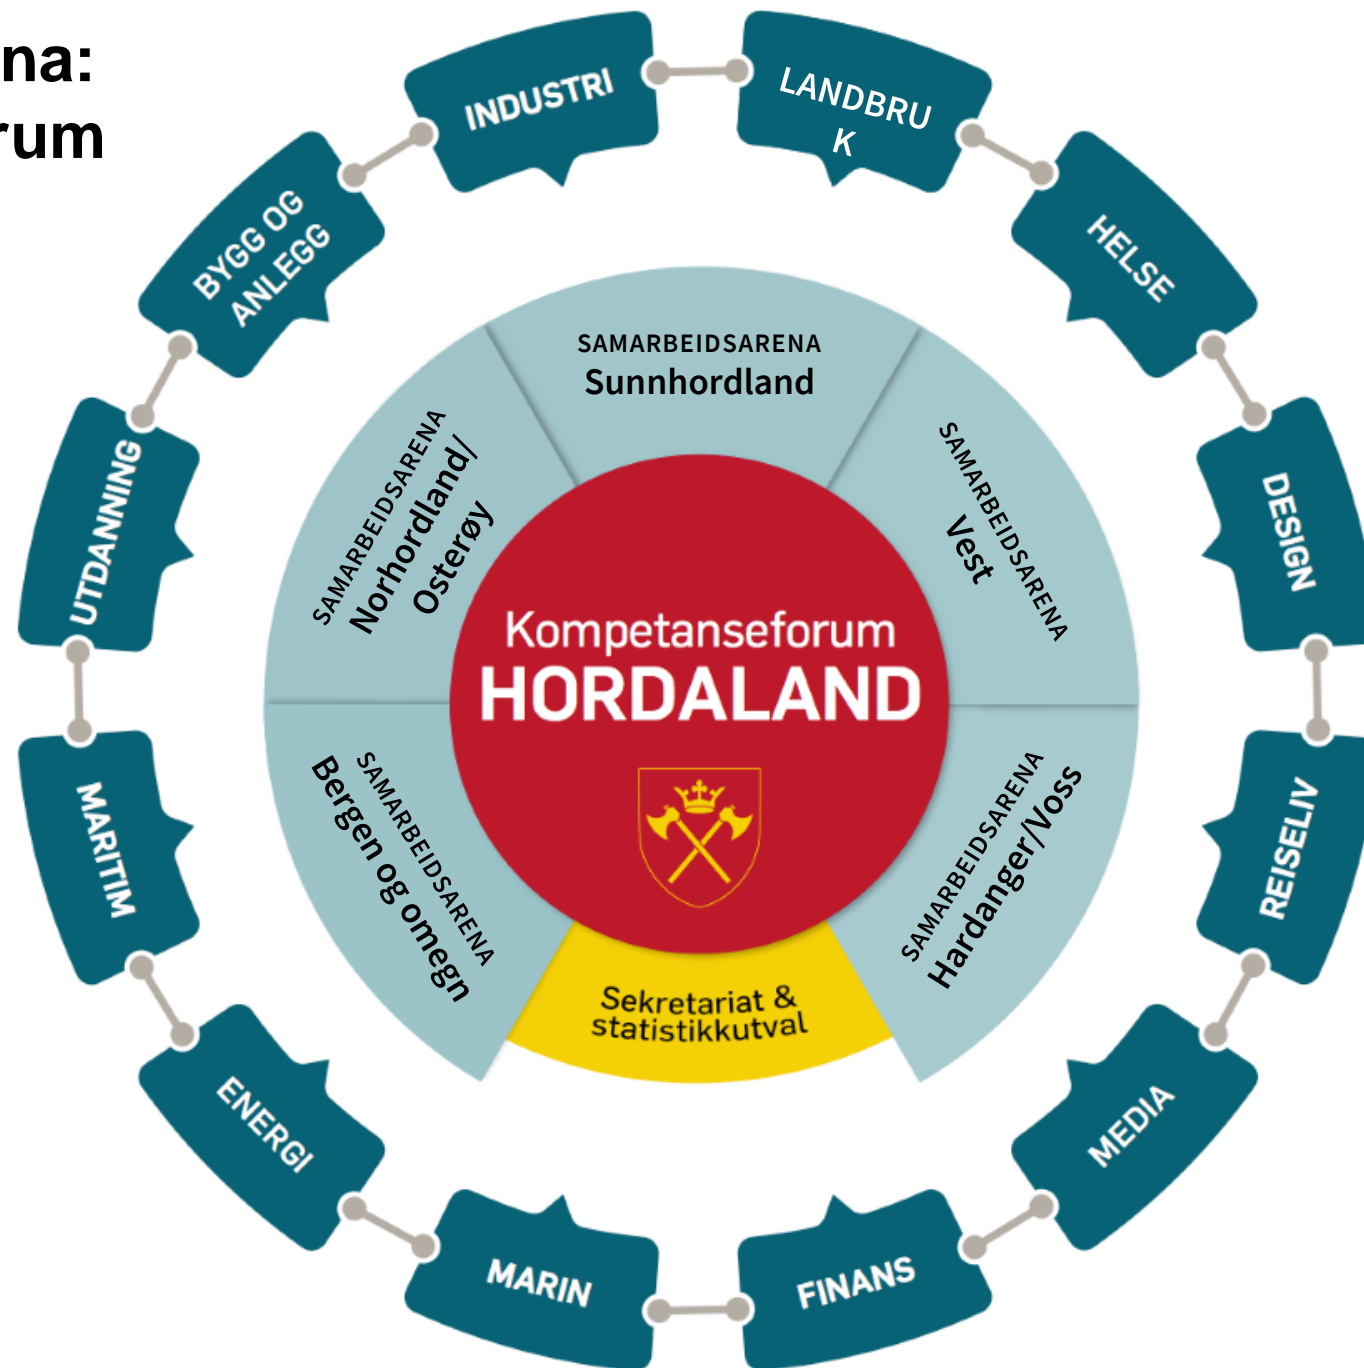 na:
rum
INDUSTRI
LANDBRU
K
HELSE
DESIGN
REISELIV
MEDIA
FINANS
MARIN
ENERGI
MARITIM
UTDANNING
BYGG OG
ANLEGG
SAMARBEIDSARENA
Sunnhordland
SAMARBEIDSARENA
Vest
SAMARBEIDSARENA
Hardanger/Voss
Sekretariat &
statistikkutval
SAMARBEIDSARENA
Bergen og omegn
SAMARBEIDSARENA
Norhordland/
Osterøy
Kompetanseforum
HORDALAND